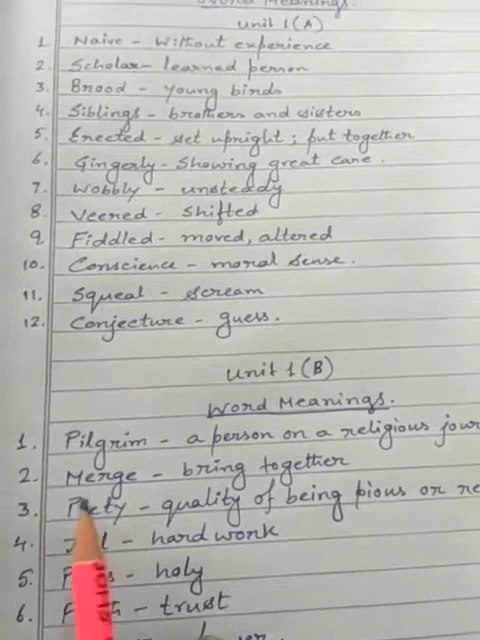 Word Meanings.
Unit 1(A)
1. Naive - Without experience
2. Scholar - learned person
3. Brood - young birds
4. Siblings - brothers and sisters
5. Erected - set upright; put together
6. Gingerly - Showing great care.
7. Wobbly - unsteddy
8. Veered - Shifted
9. Fiddled - moved, altered
10. Conscience - moral sense.
11. Squeal - scream
12. Conjecture - guess.
Unit 1(B)
Word Meanings.
1. Pilgrim - a person on a religious
2. Merge - bring together
3. Piety - quality of being pious or
4. - hard work
5. - holy
6. - trust